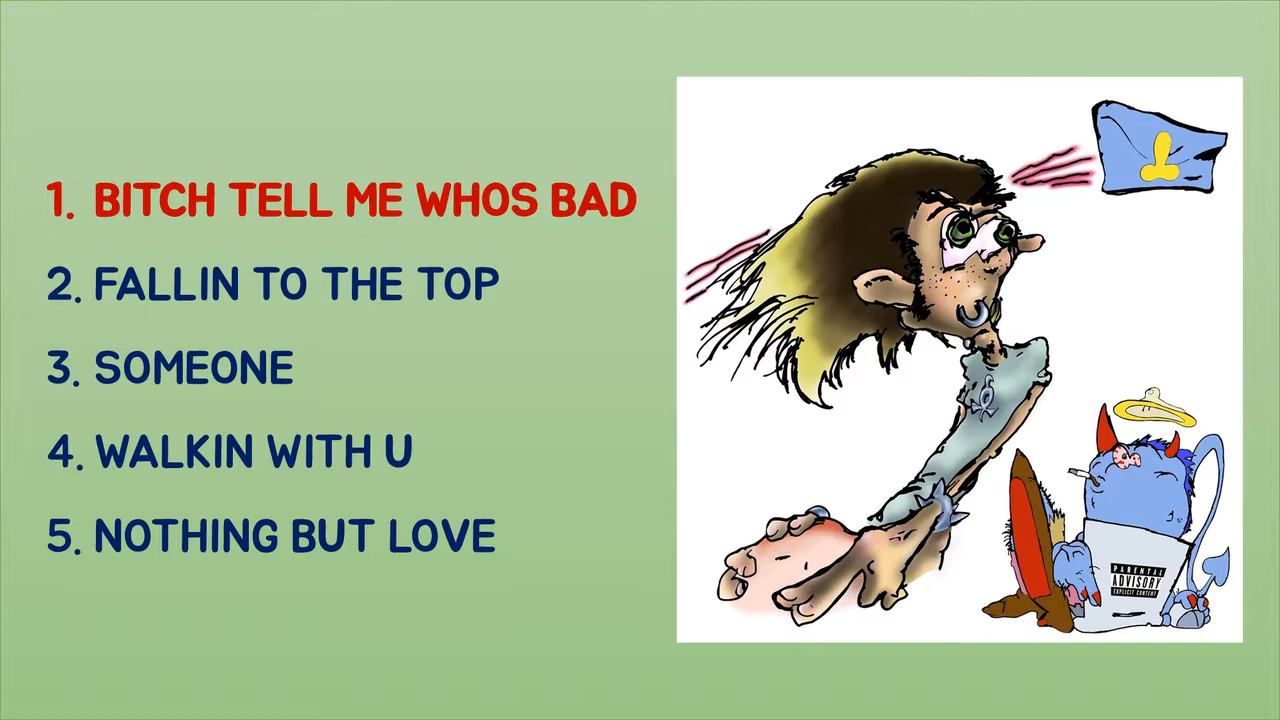 1. BITCH TELL ME WHOS BAD
2. FALLIN TO THE TOP
3. SOMEONE
4. WALKIN WITH U
5. NOTHING BUT LOVE
PARENTAL
ADVISORY
EXPLICIT CONTENT